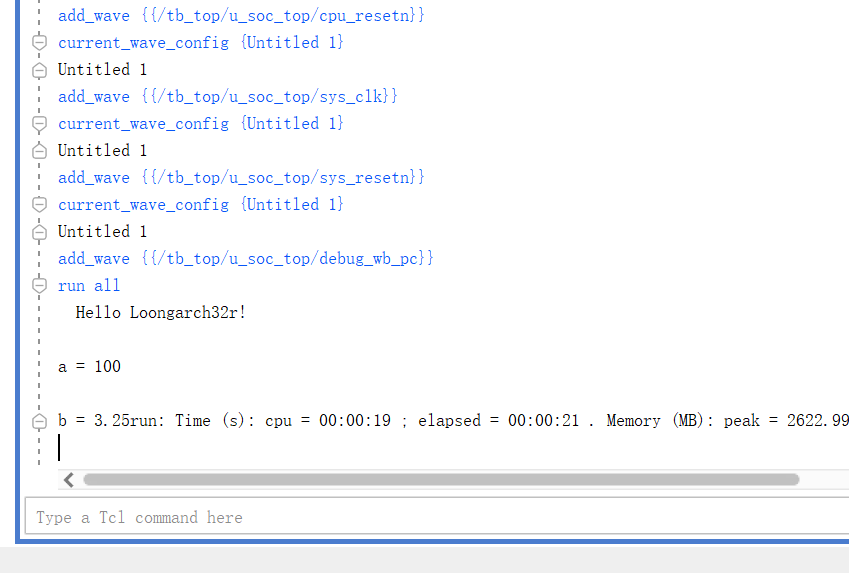 add_wave {{/tb_top/u_soc_top/cpu_resetn}}
current_wave_config {Untitled 1}
Untitled 1
add_wave {{/tb_top/u_soc_top/sys_clk}}
current_wave_config {Untitled 1}
Untitled 1
add_wave {{/tb_top/u_soc_top/sys_resetn}}
current_wave_config {Untitled 1}
Untitled 1
add_wave {{/tb_top/u_soc_top/debug_wb_pc}}
run all
Hello Loongarch32r!
a = 100
b = 3.25run: Time (s): cpu = 00:00:19 ; elapsed = 00:00:21 . Memory (MB): peak = 2622.99
Type a Tcl command here